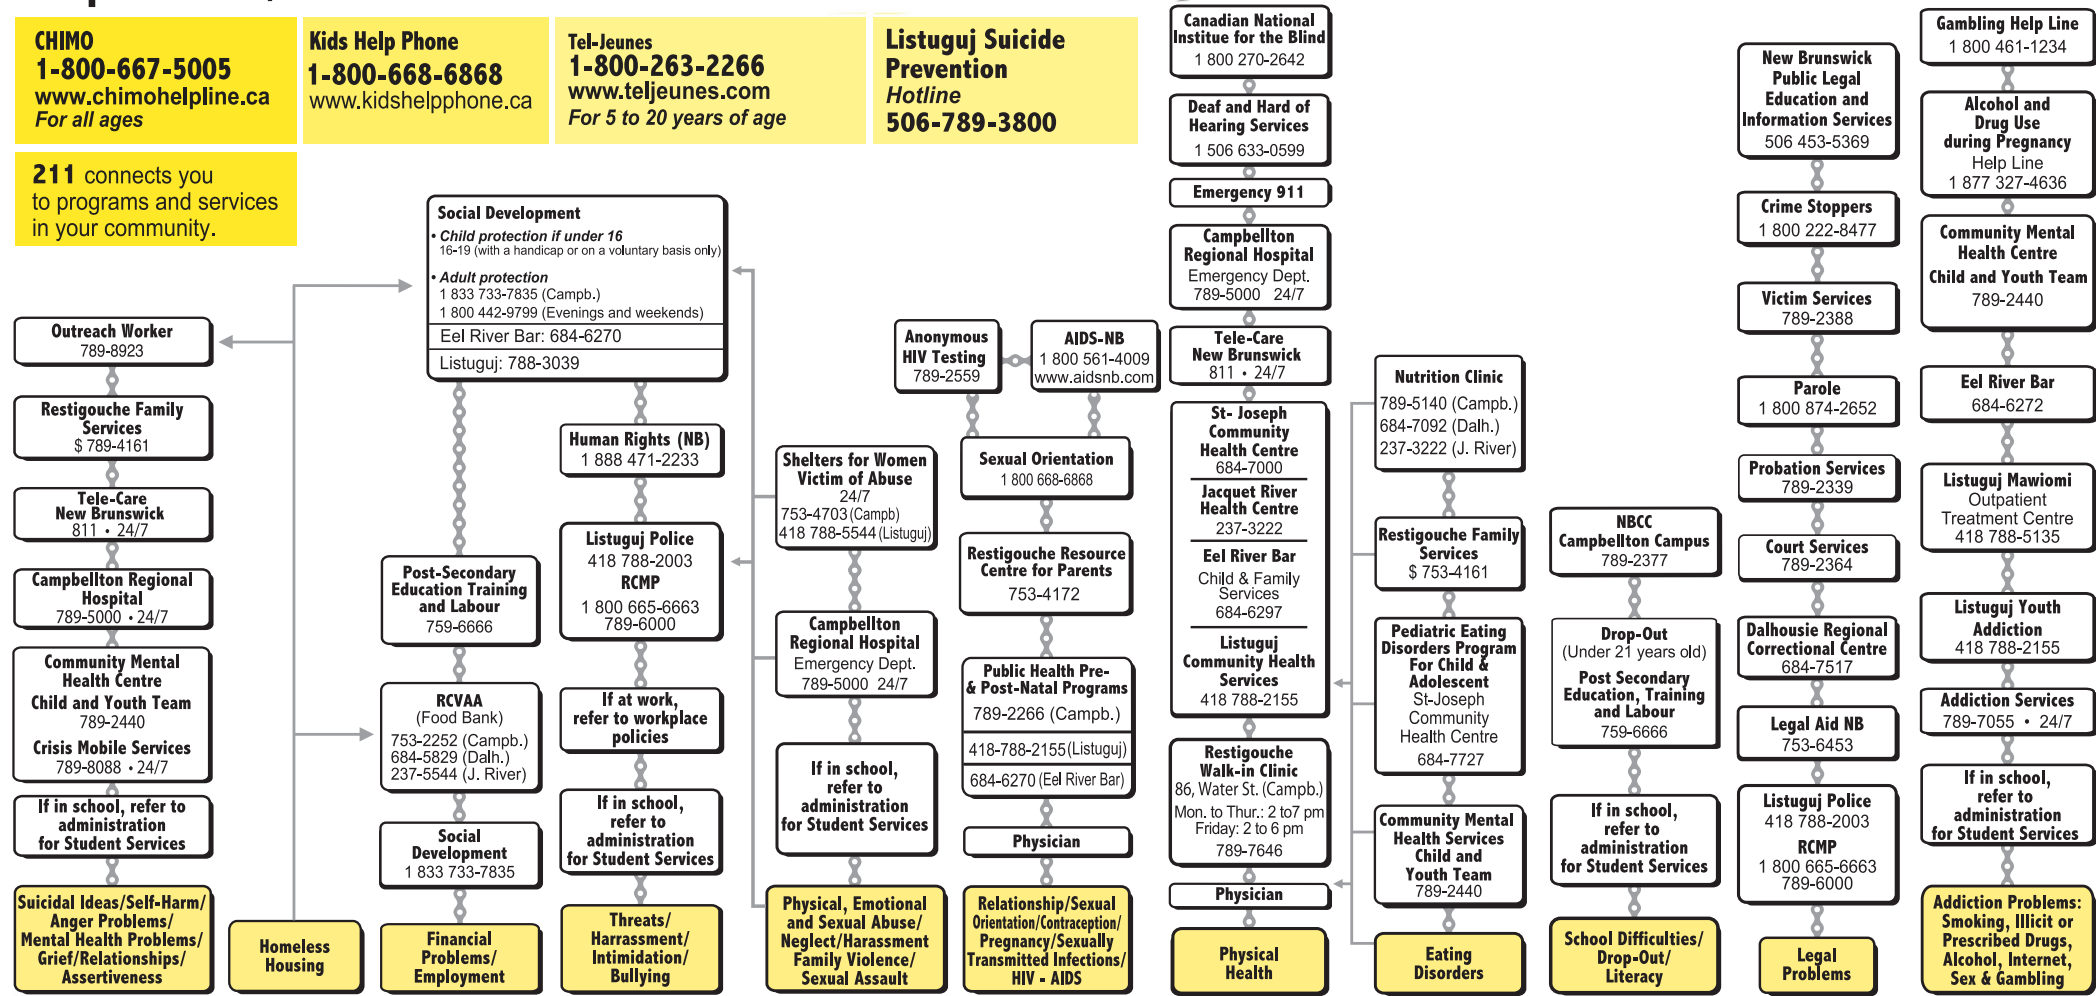 CHIMO
1-800-667-5005
www.chimohelpline.ca
For all ages
Kids Help Phone
1-800-668-6868
www.kidshelpphone.ca
Tel-Jeunes
1-800-263-2266
www.teljeunes.com
For 5 to 20 years of age
Listuguj Suicide
Prevention
Hotline
506-789-3800
211 connects you
to programs and services
in your community.
Outreach Worker
789-8923
Restigouche Family
Services
$ 789-4161
Tele-Care
New Brunswick
811 • 24/7
Campbellton Regional
Hospital
789-5000 • 24/7
Community Mental
Health Centre
Child and Youth Team
789-2440
Crisis Mobile Services
789-8088 • 24/7
If in school, refer to
administration
for Student Services
Suicidal Ideas/Self-Harm/
Anger Problems/
Mental Health Problems/
Grief/Relationships/
Assertiveness
Homeless
Housing
Social Development
• Child protection if under 16
16-19 (with a handicap or on a voluntary basis only)
• Adult protection
1 833 733-7835 (Campb.)
1 800 442-9799 (Evenings and weekends)
Eel River Bar: 684-6270
Listuguj: 788-3039
Post-Secondary
Education Training
and Labour
759-6666
RCVAA
(Food Bank)
753-2252 (Campb.)
684-5829 (Dalh.)
237-5544 (J. River)
Social
Development
1 833 733-7835
Financial
Problems/
Employment
Human Rights (NB)
1 888 471-2233
Listuguj Police
418 788-2003
RCMP
1 800 665-6663
789-6000
If at work,
refer to workplace
policies
If in school,
refer to
administration
for Student Services
Threats/
Harrassment/
Intimidation/
Bullying
Shelters for Women
Victim of Abuse
24/7
753-4703 (Campb)
418 788-5544 (Listuguj)
Campbellton
Regional Hospital
Emergency Dept.
789-5000 24/7
If in school,
refer to
administration
for Student Services
Physical, Emotional
and Sexual Abuse/
Neglect/Harassment
Family Violence/
Sexual Assault
Anonymous
HIV Testing
789-2559
AIDS-NB
1 800 561-4009
www.aidsnb.com
Sexual Orientation
1 800 668-6868
Restigouche Resource
Centre for Parents
753-4172
Public Health Pre-
& Post-Natal Programs
789-2266 (Campb.)
418-788-2155 (Listuguj)
684-6270 (Eel River Bar)
Physician
Relationship/Sexual
Orientation/Contraception/
Pregnancy/Sexually
Transmitted Infections/
HIV - AIDS
Canadian National
Institue for the Blind
1 800 270-2642
Deaf and Hard of
Hearing Services
1 506 633-0599
Emergency 911
Campbellton
Regional Hospital
Emergency Dept.
789-5000 24/7
Tele-Care
New Brunswick
811 • 24/7
St- Joseph
Community
Health Centre
684-7000
Jacquet River
Health Centre
237-3222
Eel River Bar
Child & Family
Services
684-6297
Listuguj
Community Health
Services
418 788-2155
Restigouche
Walk-in Clinic
86, Water St. (Campb.)
Mon. to Thur.: 2 to7 pm
Friday: 2 to 6 pm
789-7646
Physician
Physical
Health
Nutrition Clinic
789-5140 (Campb.)
684-7092 (Dalh.)
237-3222 (J. River)
Restigouche Family
Services
$ 753-4161
Pediatric Eating
Disorders Program
For Child &
Adolescent
St-Joseph
Community
Health Centre
684-7727
Community Mental
Health Services
Child and
Youth Team
789-2440
Eating
Disorders
NBCC
Campbellton Campus
789-2377
Drop-Out
(Under 21 years old)
Post Secondary
Education, Training
and Labour
759-6666
If in school,
refer to
administration
for Student Services
School Difficulties/
Drop-Out/
Literacy
New Brunswick
Public Legal
Education and
Information Services
506 453-5369
Crime Stoppers
1 800 222-8477
Victim Services
789-2388
Parole
1 800 874-2652
Probation Services
789-2339
Court Services
789-2364
Dalhousie Regional
Correctional Centre
684-7517
Legal Aid NB
753-6453
Listuguj Police
418 788-2003
RCMP
1 800 665-6663
789-6000
Legal
Problems
Gambling Help Line
1 800 461-1234
Alcohol and
Drug Use
during Pregnancy
Help Line
1 877 327-4636
Community Mental
Health Centre
Child and Youth Team
789-2440
Eel River Bar
684-6272
Listuguj Mawiomi
Outpatient
Treatment Centre
418 788-5135
Listuguj Youth
Addiction
418 788-2155
Addiction Services
789-7055 • 24/7
If in school,
refer to
administration
for Student Services
Addiction Problems:
Smoking, Illicit or
Prescribed Drugs,
Alcohol, Internet,
Sex & Gambling